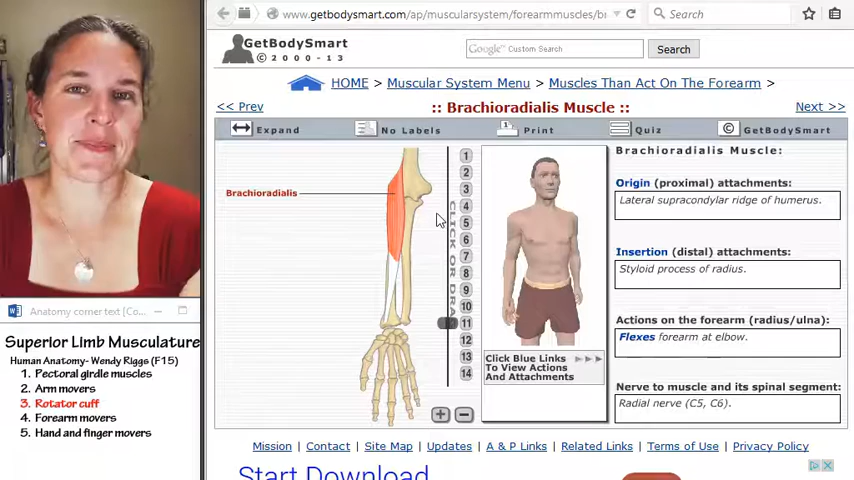 www.getbodysmart.com/ap/muscularsystem/forearmmuscles/br
Search
GetBodySmart
© 2000-13
Google™ Custom Search
Search
HOME > Muscular System Menu > Muscles Than Act On The Forearm >
<< Prev
:: Brachioradialis Muscle ::
Next >>
Expand
No Labels
1
Print
Quiz
© GetBodySmart
Brachioradialis
CLICK OR DRA
1
2
3
4
5
6
7
8
9
10
11
12
13
14
Click Blue Links
To View Actions
And Attachments
Brachioradialis Muscle:
Origin (proximal) attachments:
Lateral supracondylar ridge of humerus.
Insertion (distal) attachments:
Styloid process of radius.
Actions on the forearm (radius/ulna)
Flexes forearm at elbow.
Nerve to muscle and its spinal segment:
Radial nerve (C5, C6).
Mission | Contact | Site Map | Updates | A & P Links | Related Links | Terms of Use | Privacy Policy
Start Download
Anatomy corner text [Co...
Superior Limb Musculature
Human Anatomy- Wendy Riggs (F15)
1. Pectoral girdle muscles
2. Arm movers
3. Rotator cuff
4. Forearm movers
5. Hand and finger movers